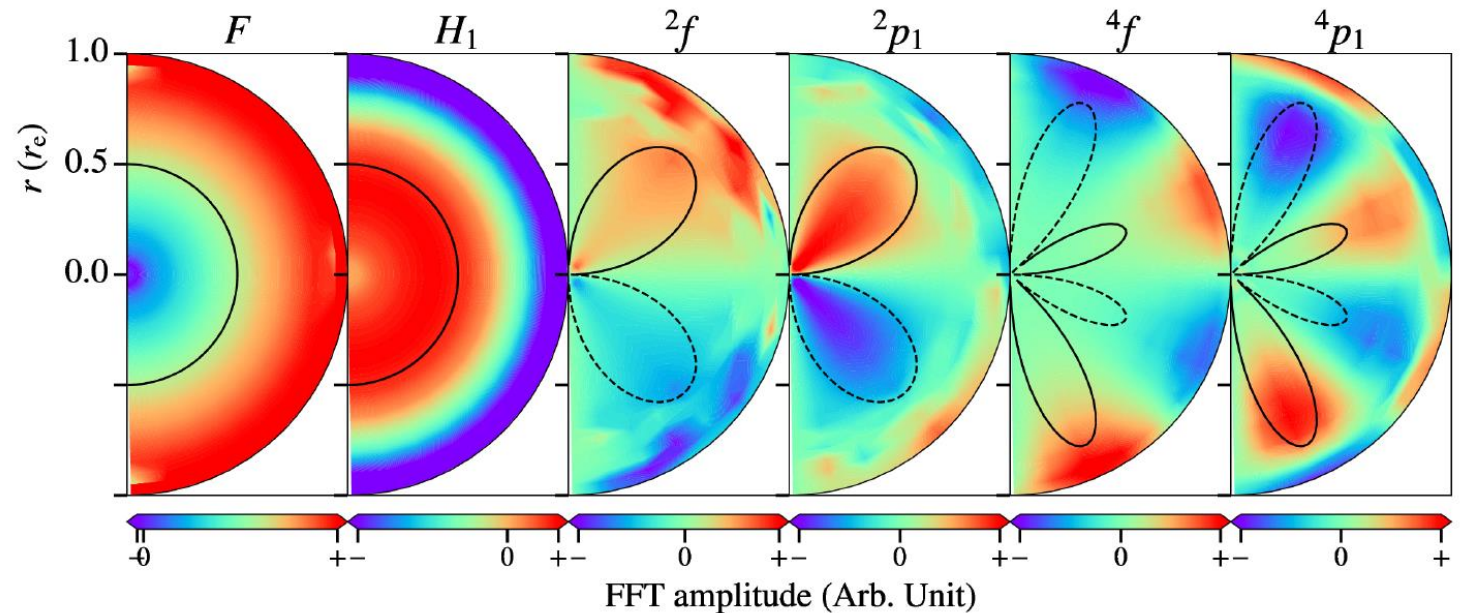 F H₁ ²f ²p₁ ⁴f ⁴p₁
1.0
0.5
0.0
r (rₑ)
−0 + − 0 + − 0 + − 0 + − 0 + − 0 +
FFT amplitude (Arb. Unit)